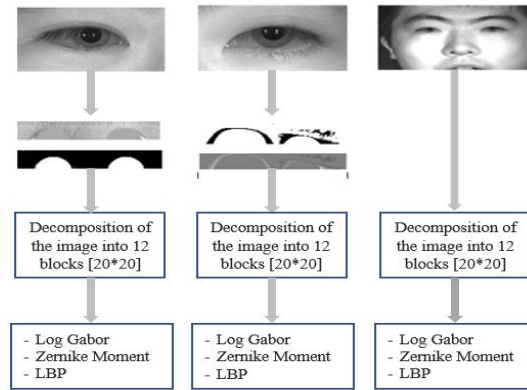 Decomposition of
the image into 12
blocks [20*20]
Decomposition of
the image into 12
blocks [20*20]
Decomposition of
the image into 12
blocks [20*20]
- Log Gabor
- Zernike Moment
- LBP
- Log Gabor
- Zernike Moment
- LBP
- Log Gabor
- Zernike Moment
- LBP